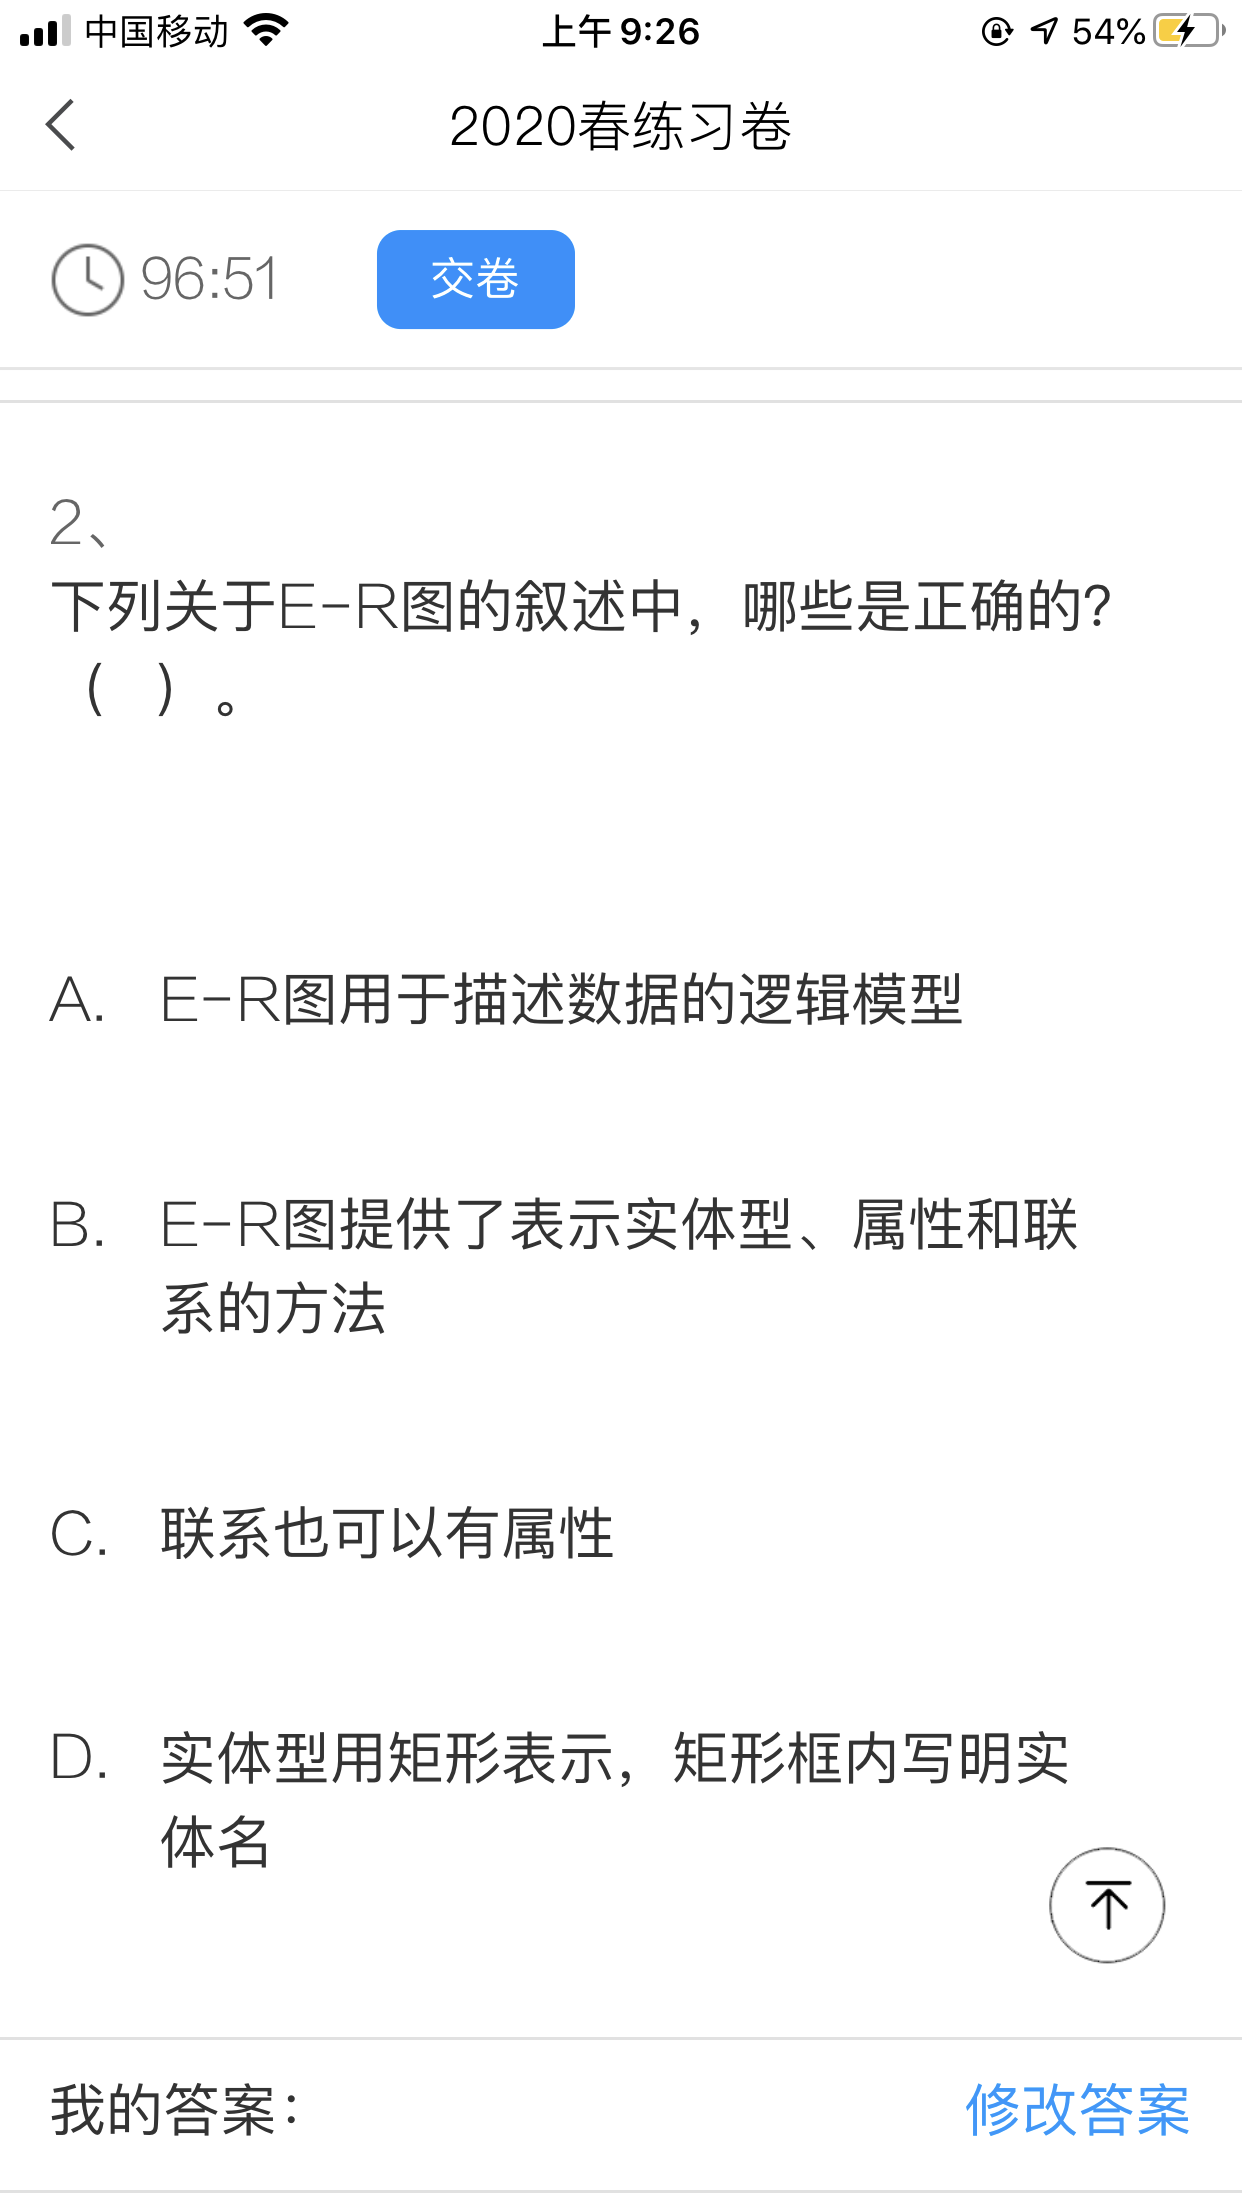 中国移动 上午 9:26 54%
2020春练习卷
96:51 交卷
2、
下列关于E-R图的叙述中，哪些是正确的?
（ ）。
A. E-R图用于描述数据的逻辑模型
B. E-R图提供了表示实体型、属性和联
系的方法
C. 联系也可以有属性
D. 实体型用矩形表示，矩形框内写明实
体名
我的答案： 修改答案